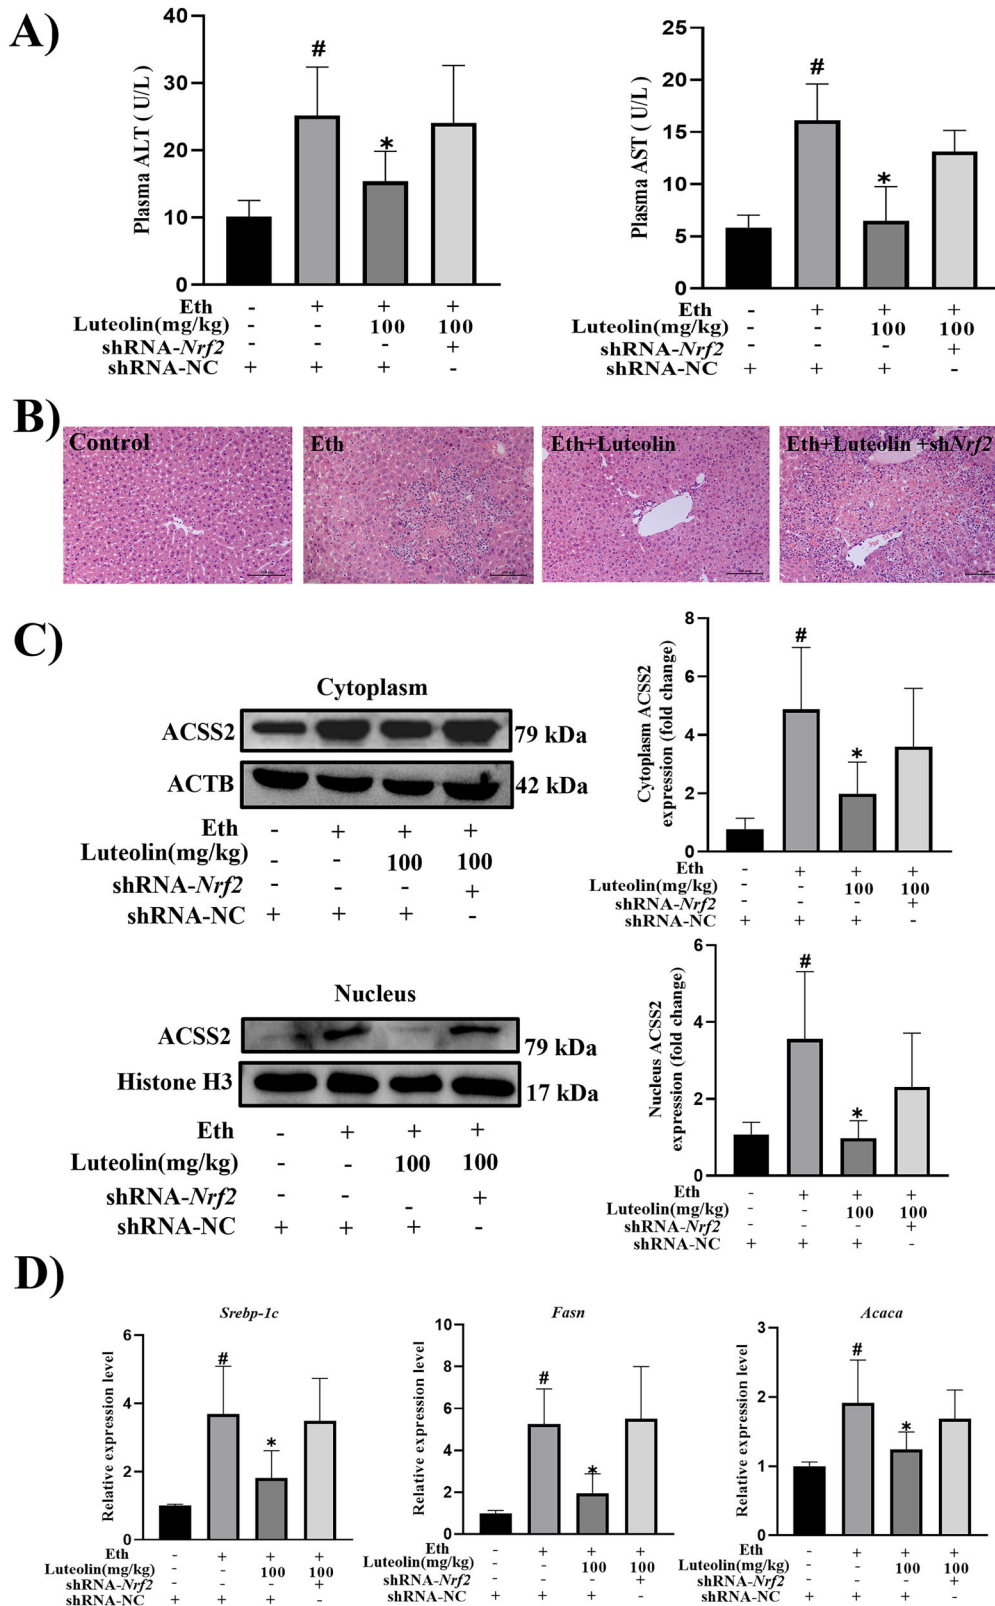 A)
Plasma ALT ( U/L )
40
30
20
10
0
#
*
Eth - + + +
Luteolin(mg/kg) - - 100 100
shRNA-Nrf2 - - - +
shRNA-NC + + + -
Plasma AST ( U/L )
25
20
15
10
5
0
#
*
Eth - + + +
Luteolin(mg/kg) - - 100 100
shRNA-Nrf2 - - - +
shRNA-NC + + + -
B)
Control
Eth
Eth+Luteolin
Eth+Luteolin +shNrf2
C)
Cytoplasm
ACSS2 79 kDa
ACTB 42 kDa
Eth - + + +
Luteolin(mg/kg) - - 100 100
shRNA-Nrf2 - - - +
shRNA-NC + + + -
Cytoplasm ACSS2
expression (fold change)
8
6
4
2
0
#
*
Eth - + + +
Luteolin(mg/kg) - - 100 100
shRNA-Nrf2 - - - +
shRNA-NC + + + -
Nucleus
ACSS2 79 kDa
Histone H3 17 kDa
Eth - + + +
Luteolin(mg/kg) - - 100 100
shRNA-Nrf2 - - - +
shRNA-NC + + + -
Nucleus ACSS2
expression (fold change)
6
4
2
0
#
*
Eth - + + +
Luteolin(mg/kg) - - 100 100
shRNA-Nrf2 - - - +
shRNA-NC + + + -
D)
Srebp-1c
Relative expression level
6
4
2
0
#
*
Eth - + + +
Luteolin(mg/kg) - - 100 100
shRNA-Nrf2 - - - +
shRNA-NC + + + -
Fasn
Relative expression level
10
8
6
4
2
0
#
*
Eth - + + +
Luteolin(mg/kg) - - 100 100
shRNA-Nrf2 - - - +
shRNA-NC + + + -
Acaca
Relative expression level
3
2
1
0
#
*
Eth - + + +
Luteolin(mg/kg) - - 100 100
shRNA-Nrf2 - - - +
shRNA-NC + + + -